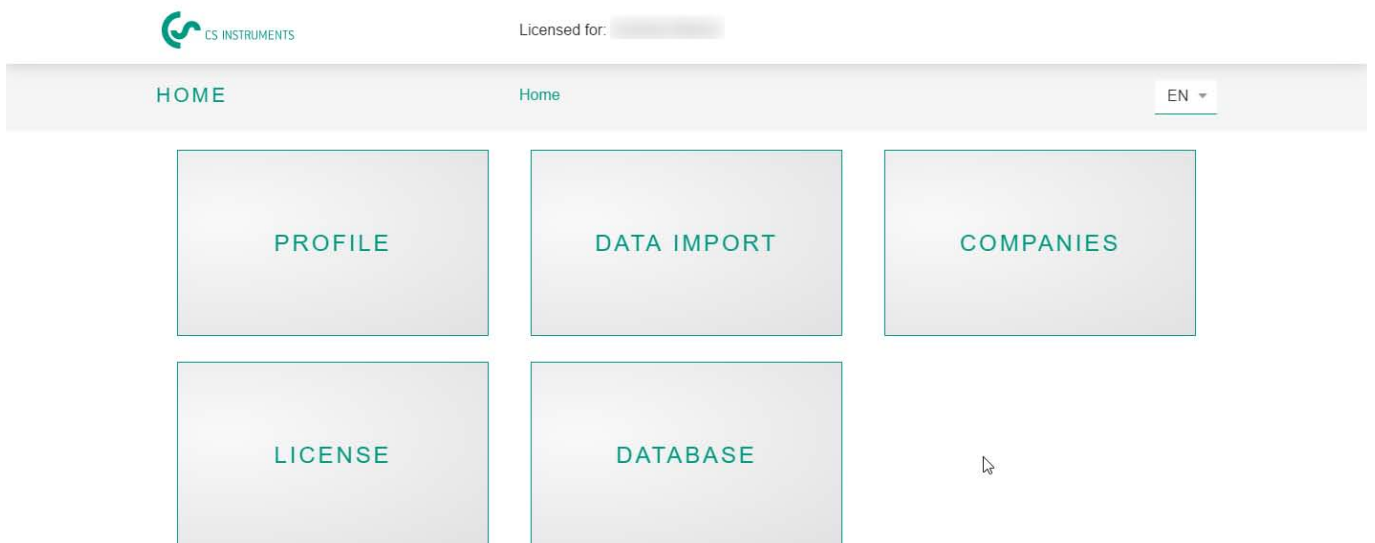 CS INSTRUMENTS
Licensed for:
HOME
Home
EN
PROFILE
DATA IMPORT
COMPANIES
LICENSE
DATABASE